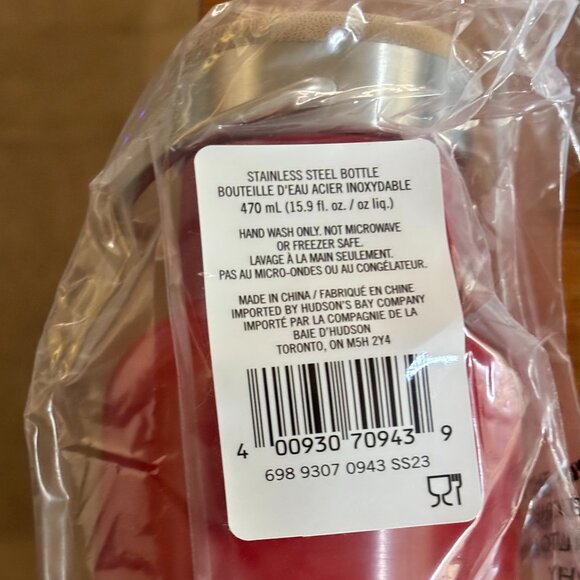 STAINLESS STEEL BOTTLE
BOUTEILLE D'EAU ACIER INOXYDABLE
470 mL (15.9 fl. oz. / oz liq.)
HAND WASH ONLY. NOT MICROWAVE
OR FREEZER SAFE.
LAVAGE À LA MAIN SEULEMENT.
PAS AU MICRO-ONDES OU AU CONGÉLATEUR.
MADE IN CHINA / FABRIQUÉ EN CHINE
IMPORTED BY HUDSON'S BAY COMPANY
IMPORTÉ PAR LA COMPAGNIE DE LA
BAIE D'HUDSON
TORONTO, ON M5H 2Y4
4 00930 70943 9
698 9307 0943 SS23